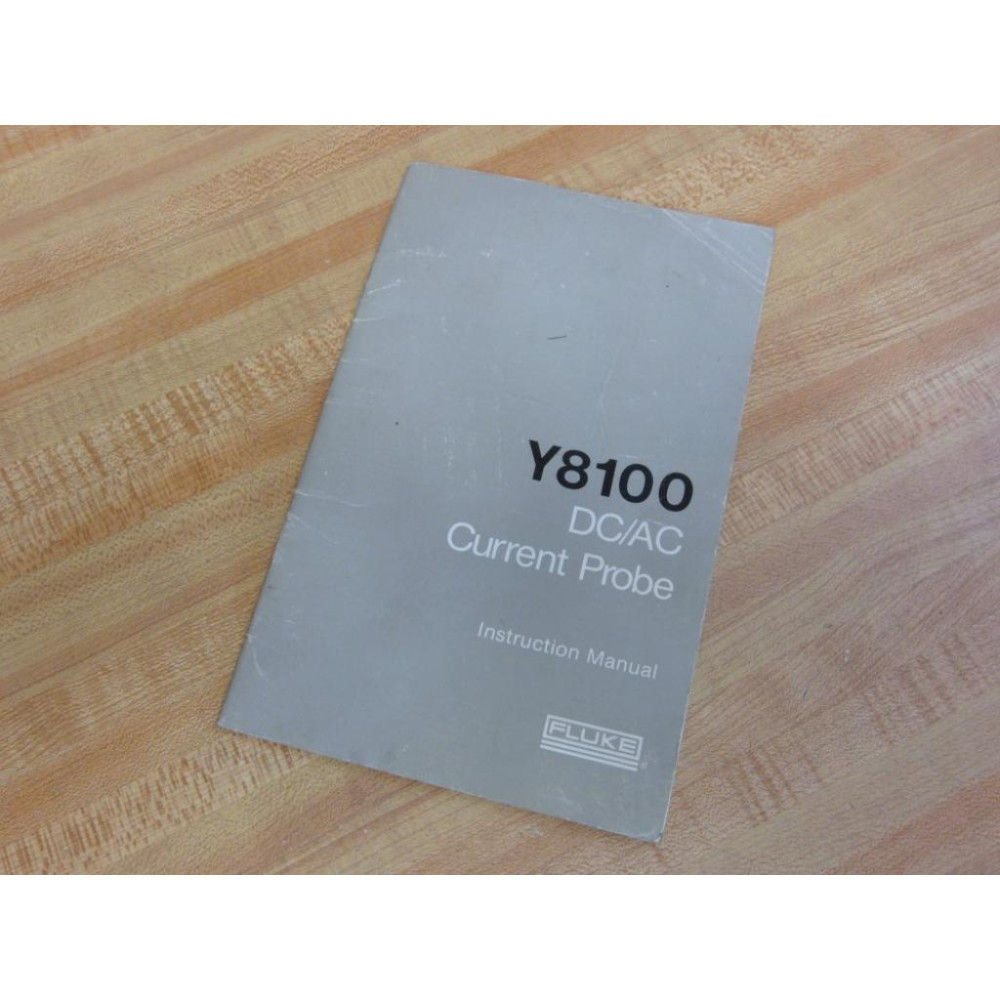 Y8100
DC/AC
Current Probe
Instruction Manual
FLUKE